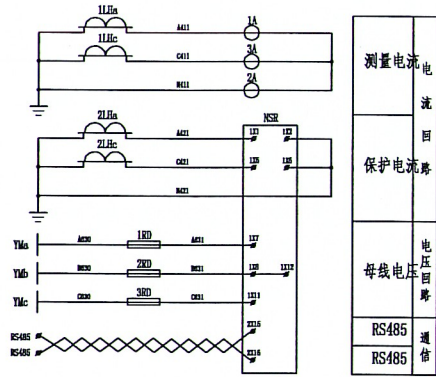 1LHa
A411
1A
1LHc
C411
3A
N411
2A
测量电流
电流回路
2LHa
A421
NSR
1X1
1X3
2LHc
C421
1X5
1X6
N421
保护电流
YMa
A630
1RD
A631
1X7
YMb
B630
2RD
B631
1X8
1X12
YMc
C630
3RD
C631
1X11
母线电压
电压回路
RS485
2X15
RS485
2X16
RS485
RS485
通信